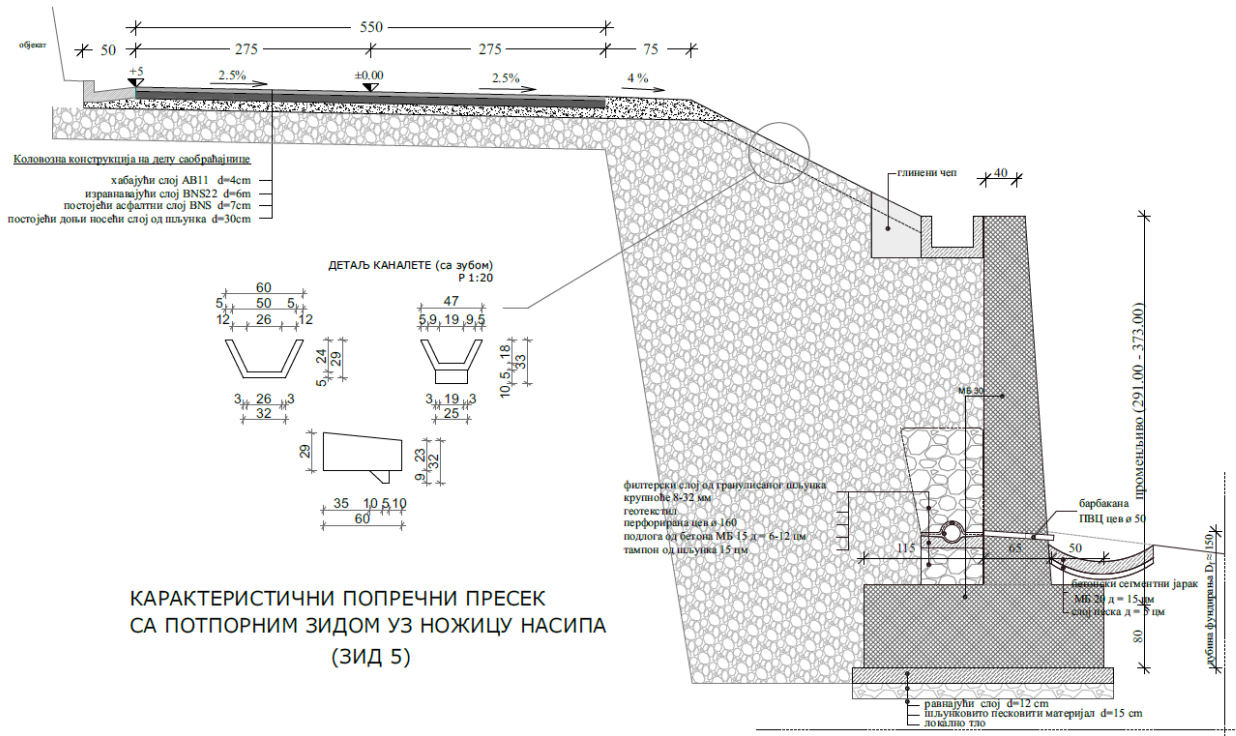 550
објекат
50
275
275
75
+5
2.5%
±0.00
2.5%
4 %
Коловозна конструкција на делу саобраћајнице
хабајући слој AB11 d=4cm
изравнавајући слој BNS22 d=6m
постојећи асфалтни слој BNS d=7cm
постојећи доњи носећи слој од шљунка d=30cm
глинени чеп
40
ДЕТАЉ КАНАЛЕТЕ (са зубом)
Р 1:20
60
5 50 5
12 26 12
24
29
5
3 26 3
32
47
5 9 19 9 5
18
33
5
10
3 19 3
25
29
23
32
9
35 10 5 10
60
МБ 30
променљиво (291.00 - 373.00)
филтерски слој од гранулисаног шљунка
крупноће 8-32 мм
геотекстил
перфорирана цев ø 160
подлога од бетона МБ 15 д = 6-12 цм
тампон од шљунка 15 цм
барбакана
ПВЦ цев ø 50
115
65
50
бетонски сегментни јарак
МБ 20 д = 15 цм
слој песка д = 5 цм
80
дубина фундирања D ≈ 150
КАРАКТЕРИСТИЧНИ ПОПРЕЧНИ ПРЕСЕК
СА ПОТПОРНИМ ЗИДОМ УЗ НОЖИЦУ НАСИПА
(ЗИД 5)
равнајући слој d=12 cm
шљунковито песковити материјал d=15 cm
локално тло